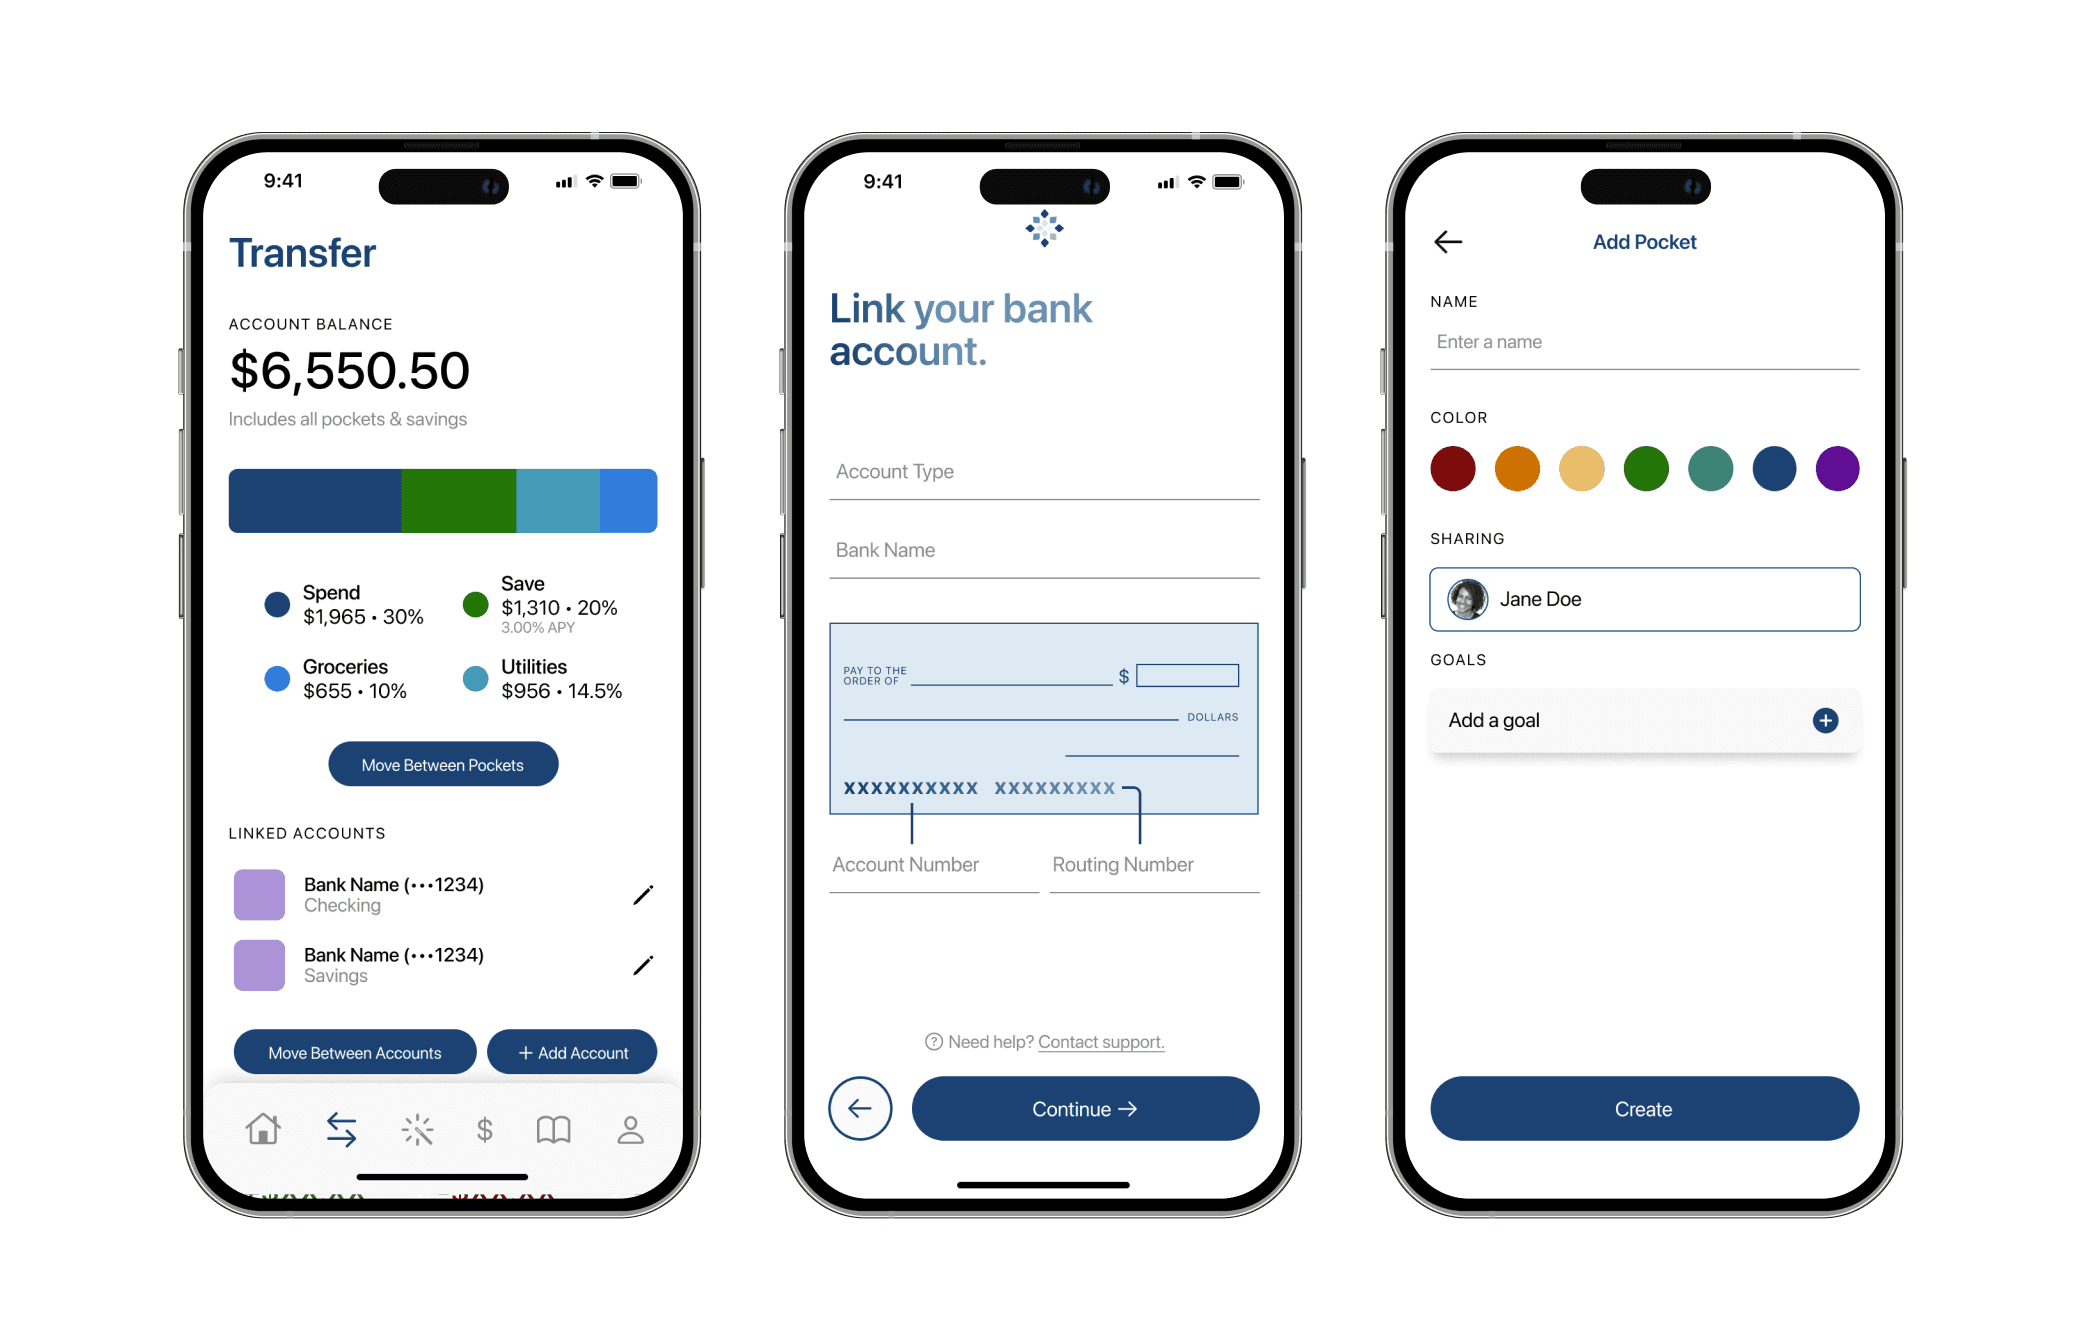 9:41
Transfer
ACCOUNT BALANCE
$6,550.50
Includes all pockets & savings
Spend
$1,965 • 30%
Save
$1,310 • 20%
3.00% APY
Groceries
$655 • 10%
Utilities
$956 • 14.5%
Move Between Pockets
LINKED ACCOUNTS
Bank Name (•••1234)
Checking
Bank Name (•••1234)
Savings
Move Between Accounts
+ Add Account
$
9:41
Link your bank
account.
Account Type
Bank Name
PAY TO THE
ORDER OF
$
DOLLARS
XXXXXXXXXX XXXXXXXXX
Account Number
Routing Number
? Need help? Contact support.
Continue →
Add Pocket
NAME
Enter a name
COLOR
SHARING
Jane Doe
GOALS
Add a goal
Create